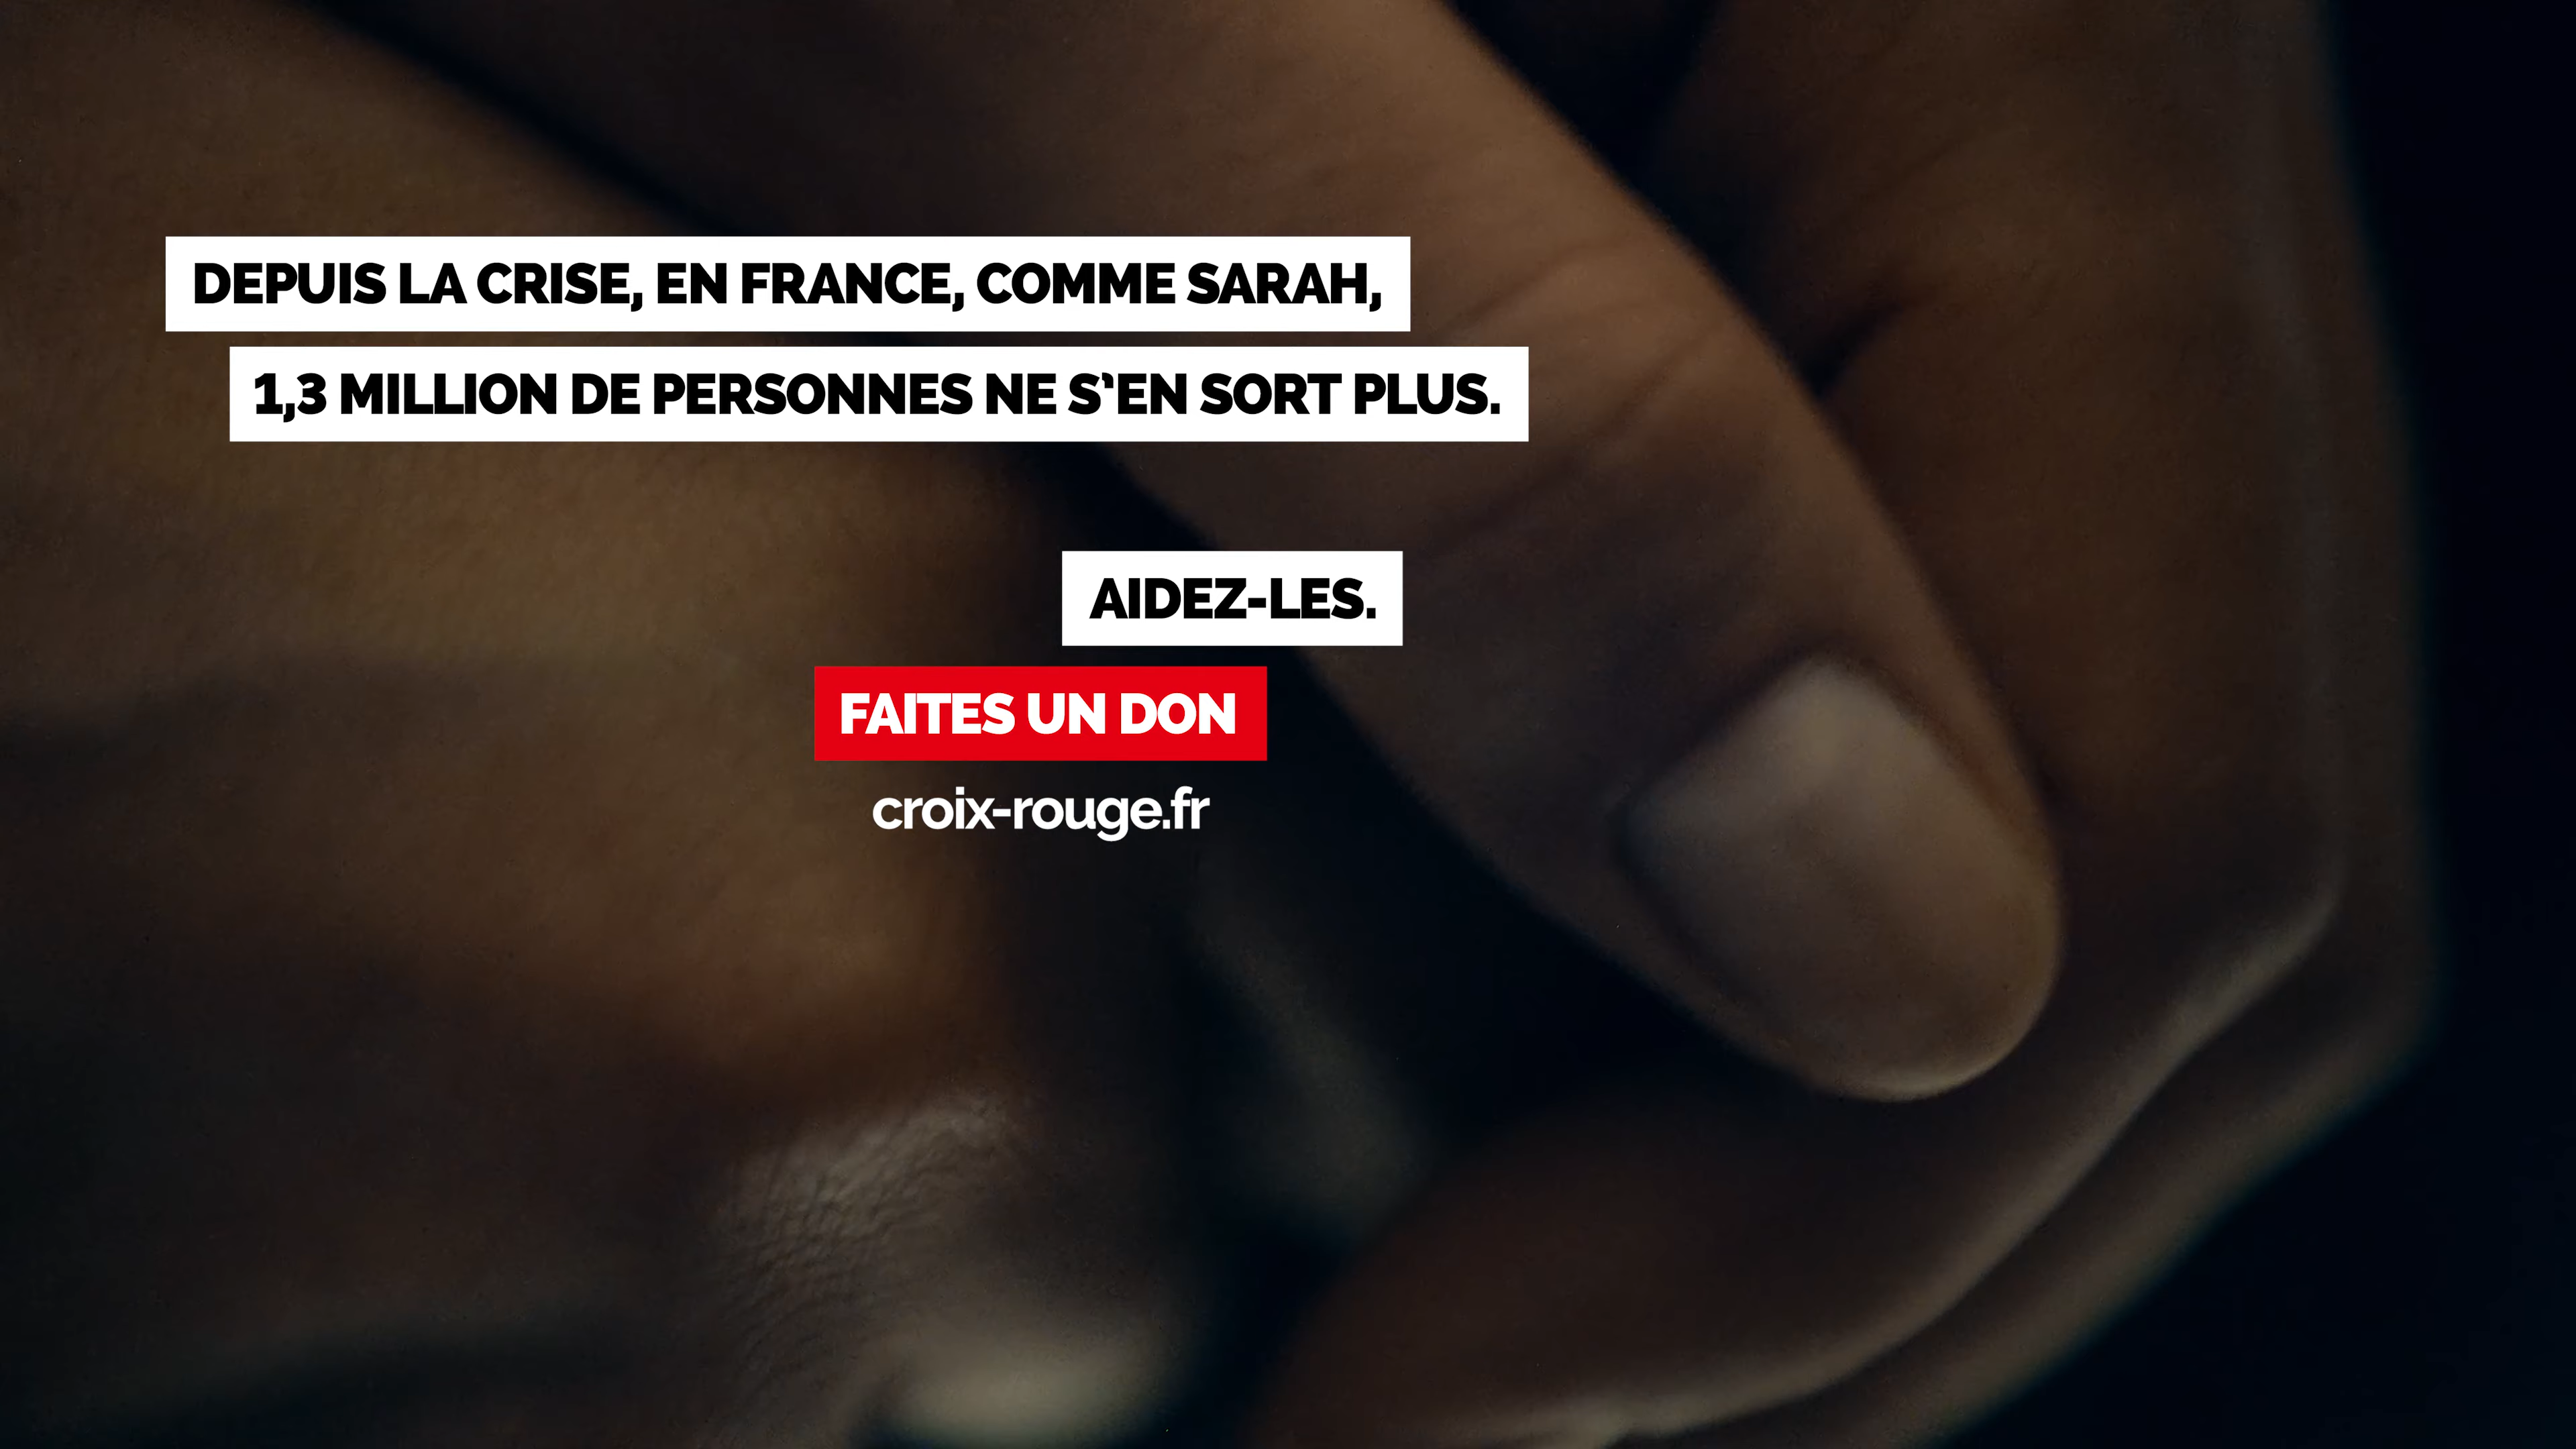 DEPUIS LA CRISE, EN FRANCE, COMME SARAH,
1,3 MILLION DE PERSONNES NE S'EN SORT PLUS.
AIDEZ-LES.
FAITES UN DON
croix-rouge.fr